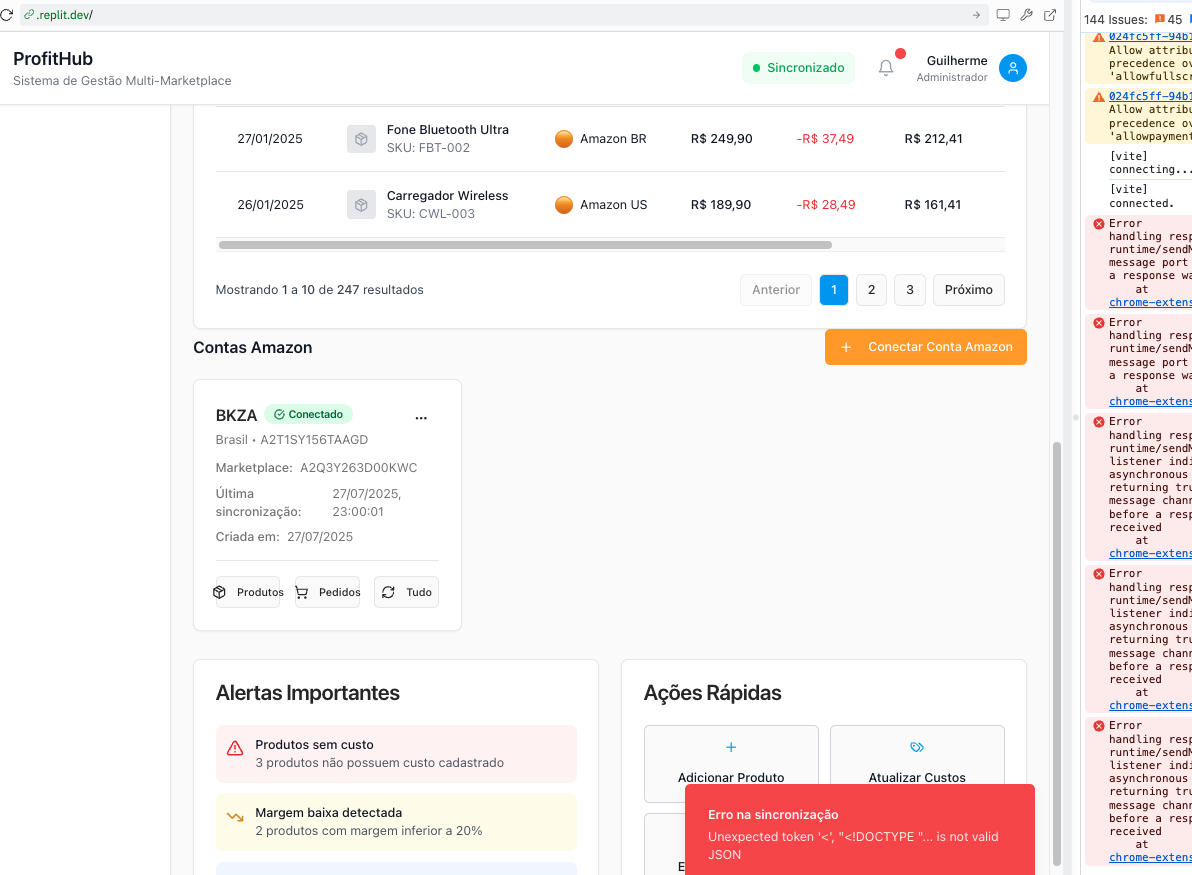 .replit.dev/
ProfitHub
Sistema de Gestão Multi-Marketplace
Sincronizado
Guilherme
Administrador
27/01/2025 Fone Bluetooth Ultra SKU: FBT-002 Amazon BR R$ 249,90 -R$ 37,49 R$ 212,41
26/01/2025 Carregador Wireless SKU: CWL-003 Amazon US R$ 189,90 -R$ 28,49 R$ 161,41
Mostrando 1 a 10 de 247 resultados
Anterior 1 2 3 Próximo
Contas Amazon
+ Conectar Conta Amazon
BKZA Conectado ...
Brasil • A2T1SY156TAAGD
Marketplace: A2Q3Y263D00KWC
Última sincronização: 27/07/2025, 23:00:01
Criada em: 27/07/2025
Produtos Pedidos Tudo
Alertas Importantes
Produtos sem custo
3 produtos não possuem custo cadastrado
Margem baixa detectada
2 produtos com margem inferior a 20%
Ações Rápidas
Adicionar Produto
Atualizar Custos
E
Erro na sincronização
Unexpected token '<', "<!DOCTYPE "... is not valid
JSON
144 Issues: 45
024fc5ff-94b1
Allow attribu
precedence ov
'allowfullscr
024fc5ff-94b1
Allow attribu
precedence ov
'allowpayment
[vite]
connecting...
[vite]
connected.
Error
handling resp
runtime/sendM
message port
a response wa
at
chrome-extens
Error
handling resp
runtime/sendM
message port
a response wa
at
chrome-extens
Error
handling resp
runtime/sendM
listener indi
asynchronous
returning tru
message chann
before a resp
received
at
chrome-extens
Error
handling resp
runtime/sendM
listener indi
asynchronous
returning tru
message chann
before a resp
received
at
chrome-extens
Error
handling resp
runtime/sendM
listener indi
asynchronous
returning tru
message chann
before a resp
received
at
chrome-extens